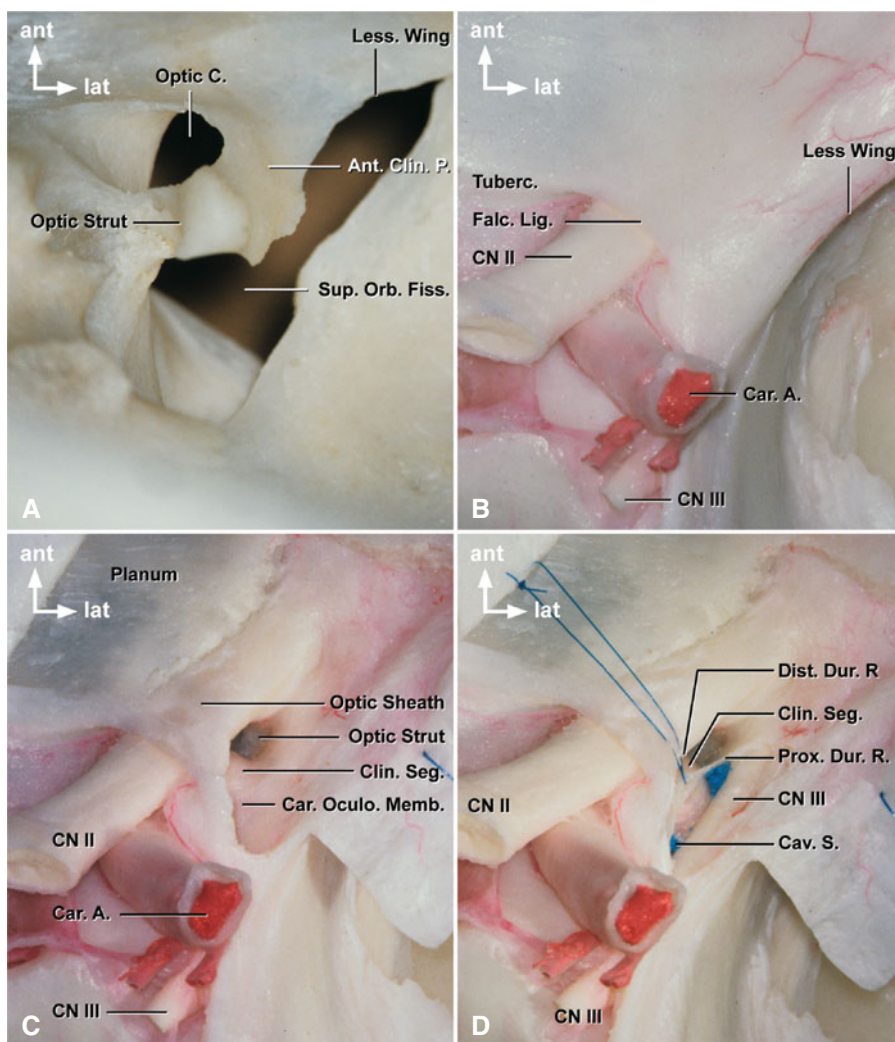 ant
lat
Less. Wing
Optic C.
Ant. Clin. P.
Optic Strut
Sup. Orb. Fiss.
A
ant
lat
Less Wing
Tuberc.
Falc. Lig.
CN II
Car. A.
CN III
B
ant
lat
Planum
Optic Sheath
Optic Strut
Clin. Seg.
Car. Oculo. Memb.
CN II
Car. A.
CN III
C
ant
lat
Dist. Dur. R
Clin. Seg.
Prox. Dur. R.
CN III
CN II
Cav. S.
CN III
D